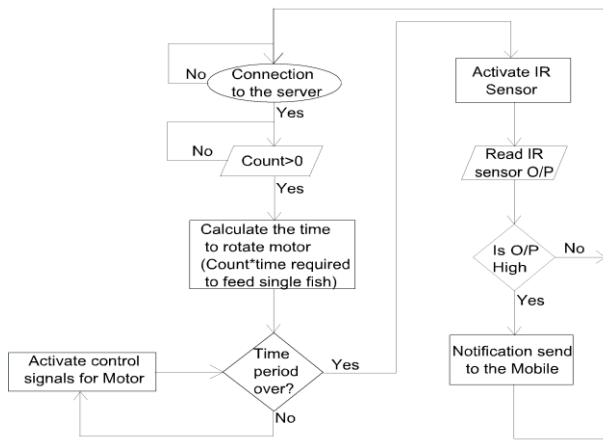 No
Connection
to the server
Yes
No
Count>0
Yes
Calculate the time
to rotate motor
(Count*time required
to feed single fish)
Activate control
signals for Motor
Time
period
over?
Yes
No
Activate IR
Sensor
Read IR
sensor O/P
Is O/P
High
No
Yes
Notification send
to the Mobile